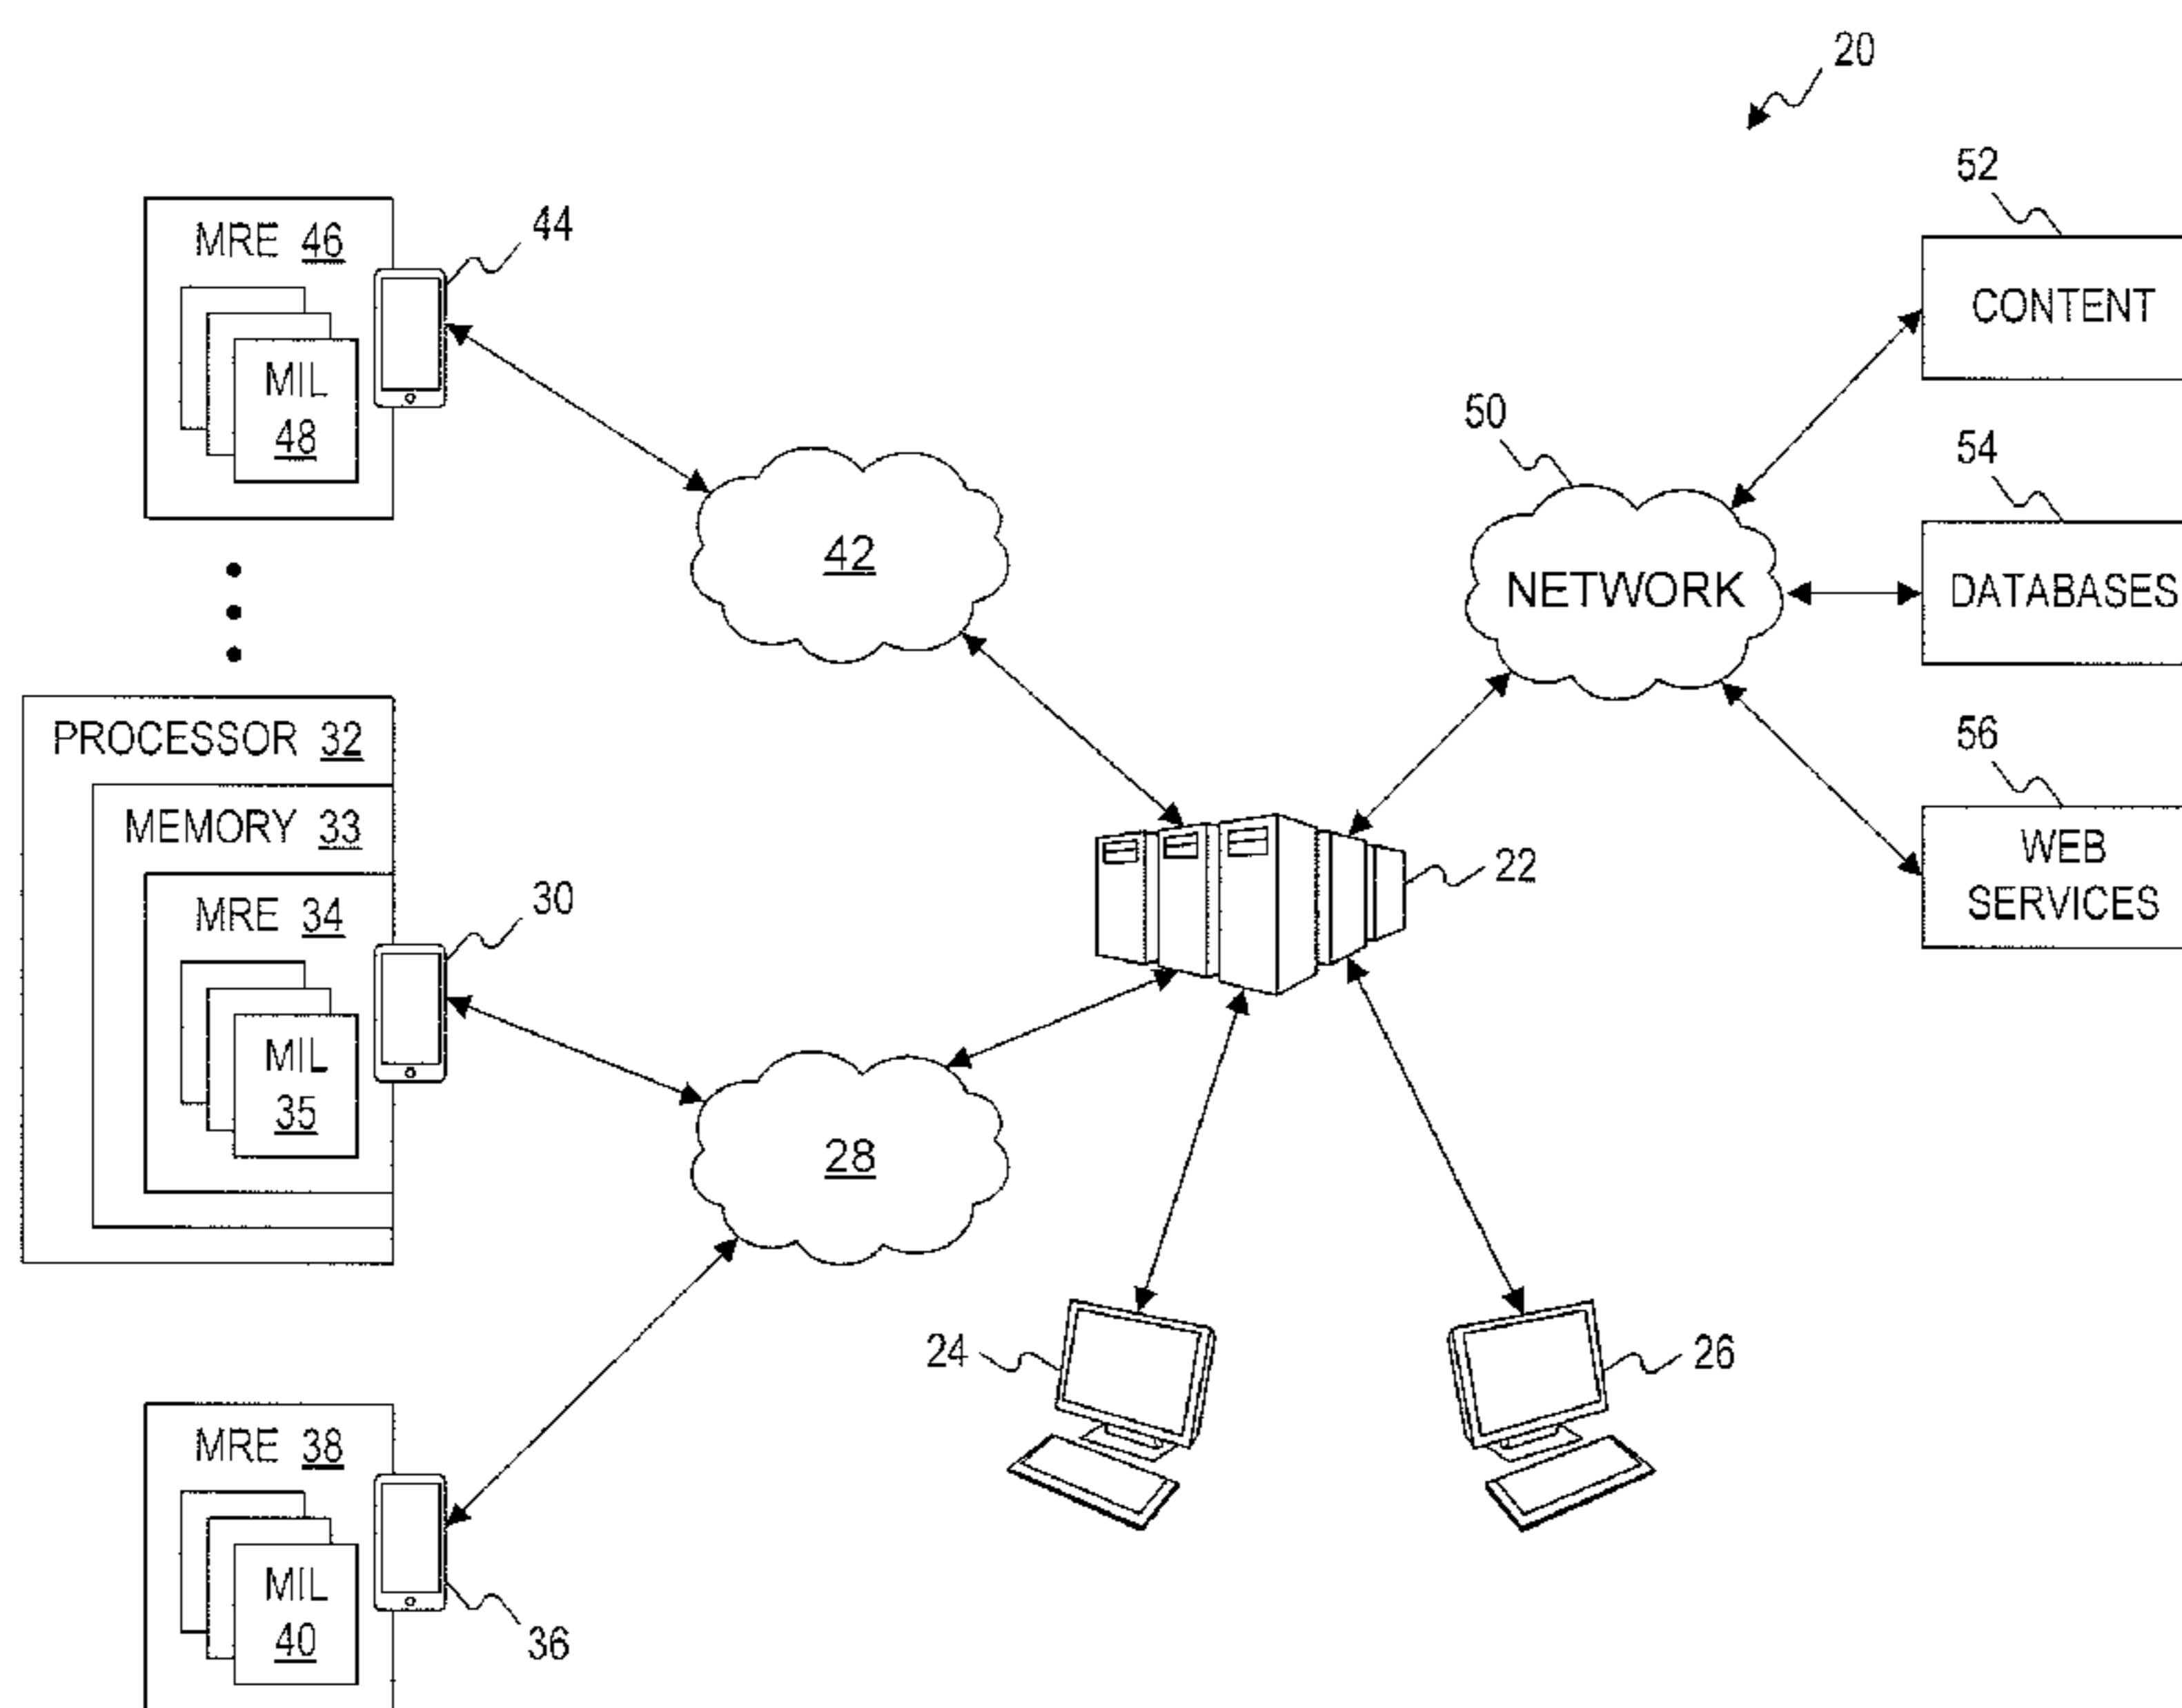 20
52
CONTENT
MRE 46
44
MIL
48
50
54
NETWORK
DATABASES
42
56
WEB
SERVICES
PROCESSOR 32
MEMORY 33
MRE 34
30
MIL
35
22
28
24
26
MRE 38
MIL
40
36